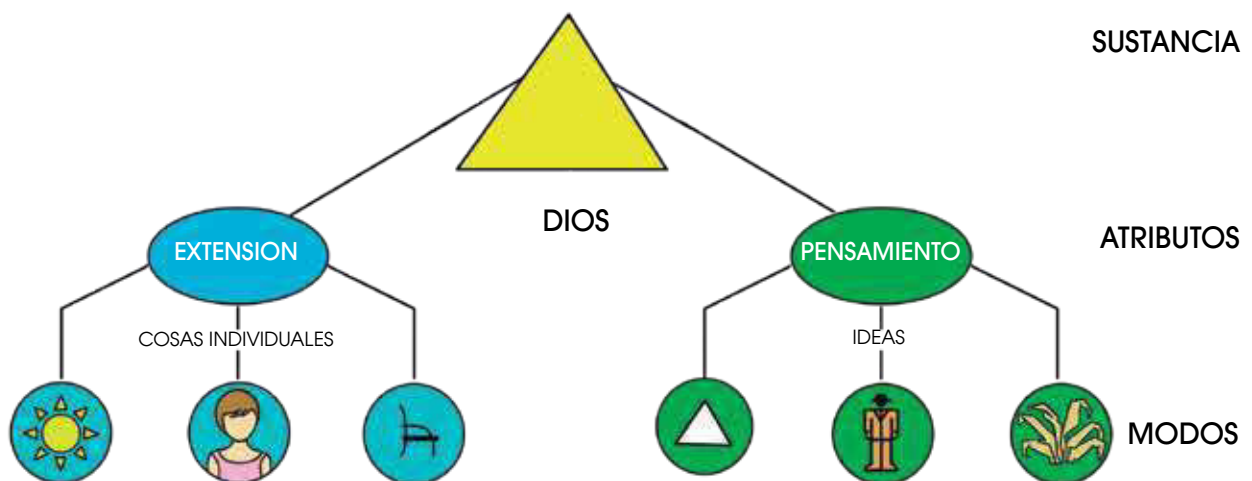 SUSTANCIA
DIOS
EXTENSION
PENSAMIENTO
ATRIBUTOS
COSAS INDIVIDUALES
IDEAS
MODOS